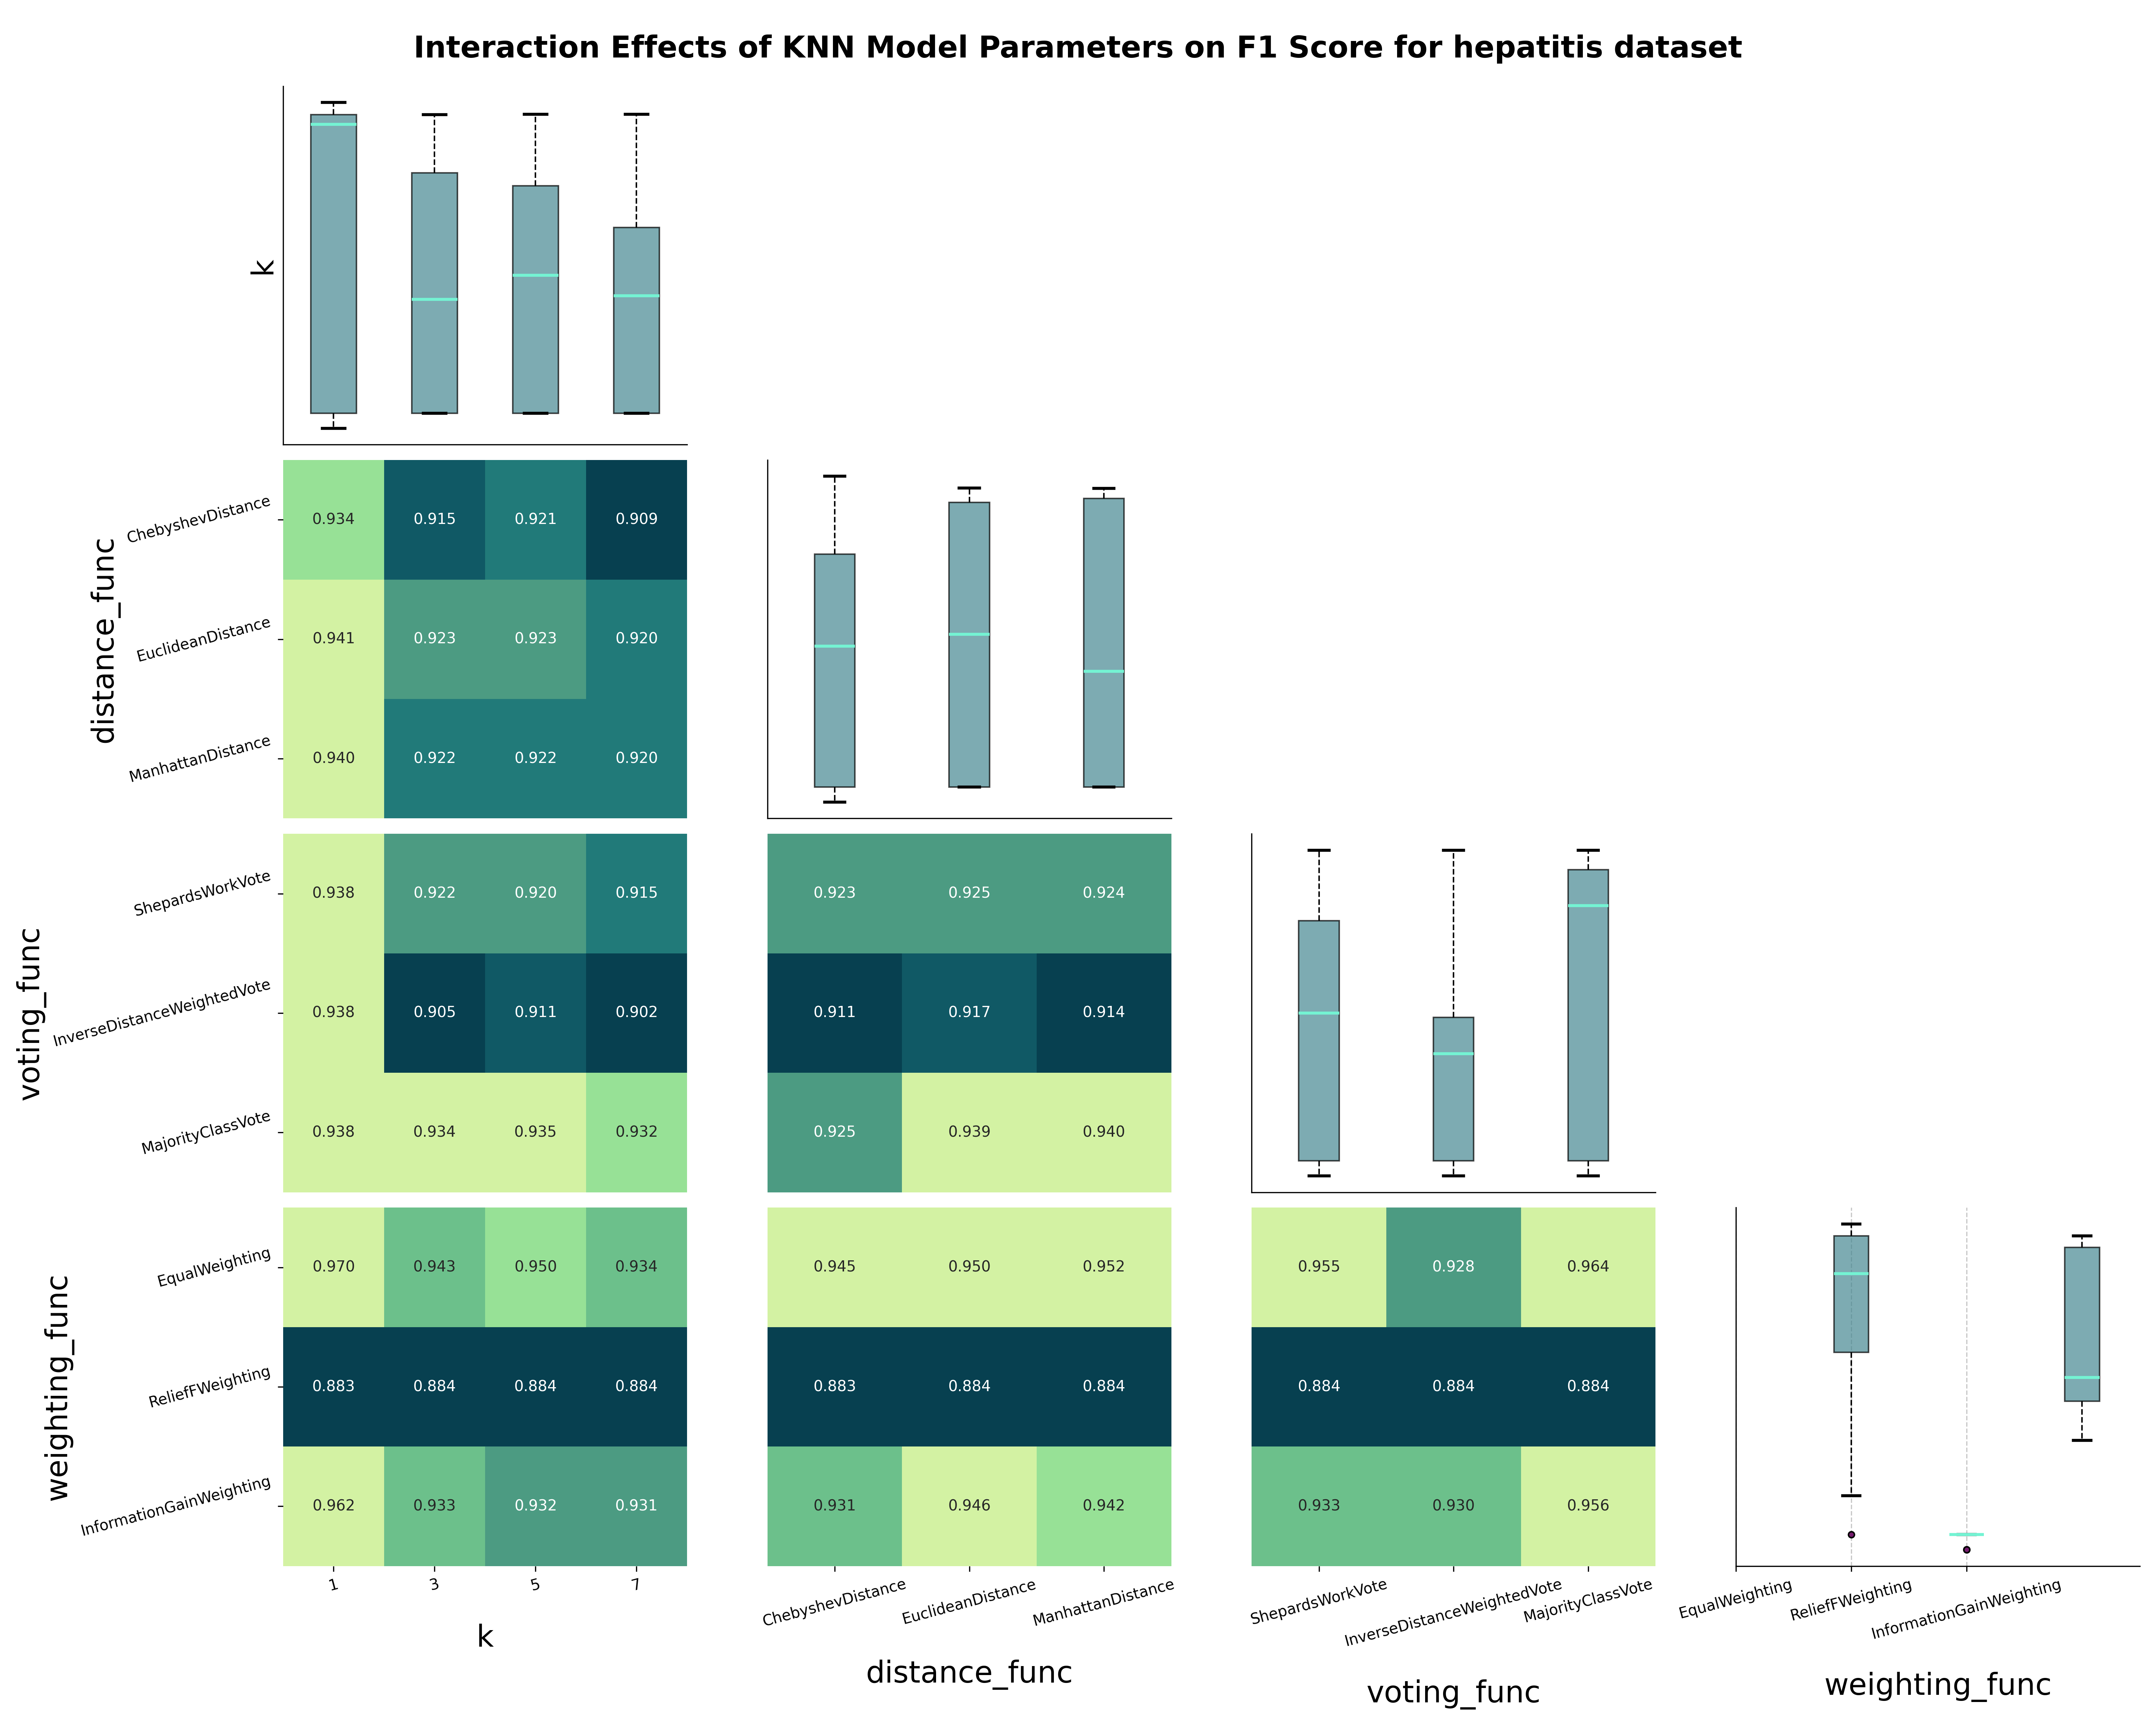 Interaction Effects of KNN Model Parameters on F1 Score for hepatitis dataset
k
distance_func
ChebyshevDistance
0.934 0.915 0.921 0.909
EuclideanDistance
0.941 0.923 0.923 0.920
ManhattanDistance
0.940 0.922 0.922 0.920
voting_func
ShepardsWorkVote
0.938 0.922 0.920 0.915 0.923 0.925 0.924
InverseDistanceWeightedVote
0.938 0.905 0.911 0.902 0.911 0.917 0.914
MajorityClassVote
0.938 0.934 0.935 0.932 0.925 0.939 0.940
weighting_func
EqualWeighting
0.970 0.943 0.950 0.934 0.945 0.950 0.952 0.955 0.928 0.964
ReliefFWeighting
0.883 0.884 0.884 0.884 0.883 0.884 0.884 0.884 0.884 0.884
InformationGainWeighting
0.962 0.933 0.932 0.931 0.931 0.946 0.942 0.933 0.930 0.956
1 3 5 7
k
ChebyshevDistance EuclideanDistance ManhattanDistance
distance_func
ShepardsWorkVote InverseDistanceWeightedVote MajorityClassVote
voting_func
EqualWeighting ReliefFWeighting InformationGainWeighting
weighting_func